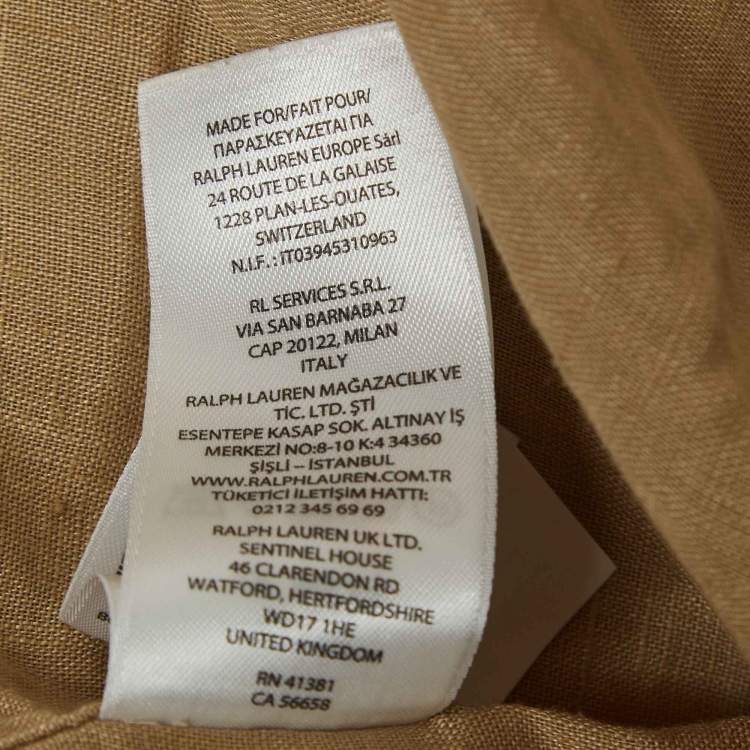 MADE FOR/FAIT POUR/
ΠΑΡΑΣΚΕΥΑΖΕΤΑΙ ΓΙΑ
RALPH LAUREN EUROPE Sàrl
24 ROUTE DE LA GALAISE
1228 PLAN-LES-OUATES,
SWITZERLAND
N.I.F. : IT03945310963
RL SERVICES S.R.L.
VIA SAN BARNABA 27
CAP 20122, MILAN
ITALY
RALPH LAUREN MAĞAZACILIK VE
TİC. LTD. ŞTİ
ESENTEPE KASAP SOK. ALTINAY İŞ
MERKEZİ NO:8-10 K:4 34360
ŞİŞLİ – İSTANBUL
WWW.RALPHLAUREN.COM.TR
TÜKETİCİ İLETİŞİM HATTI:
0212 345 69 69
RALPH LAUREN UK LTD.
SENTINEL HOUSE
46 CLARENDON RD
WATFORD, HERTFORDSHIRE
WD17 1HE
UNITED KINGDOM
RN 41381
CA 56658